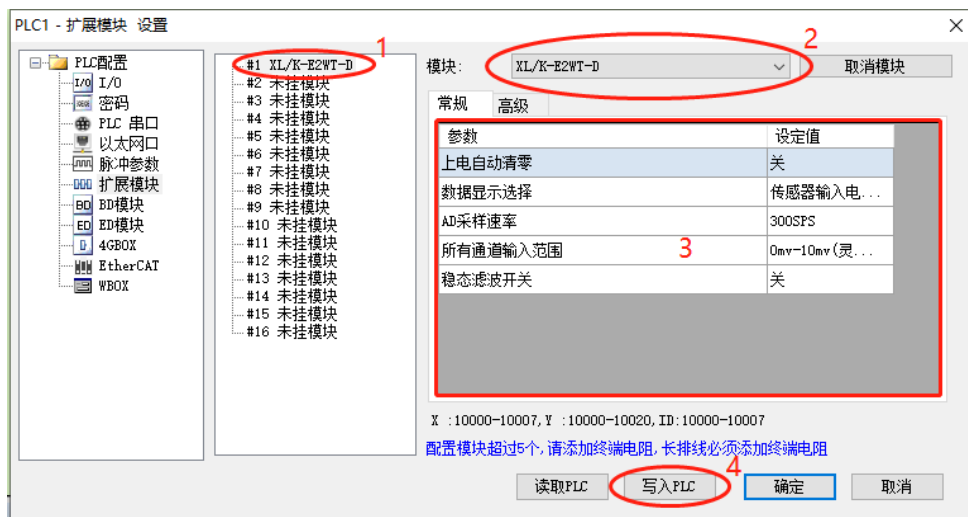 PLC1 - 扩展模块 设置
PLC配置
I/O I/O
密码
PLC 串口
以太网口
脉冲参数
扩展模块
BD BD模块
ED ED模块
4GBOX
EtherCAT
WBOX
#1 XL/K-E2WT-D
1
#2 未挂模块
#3 未挂模块
#4 未挂模块
#5 未挂模块
#6 未挂模块
#7 未挂模块
#8 未挂模块
#9 未挂模块
#10 未挂模块
#11 未挂模块
#12 未挂模块
#13 未挂模块
#14 未挂模块
#15 未挂模块
#16 未挂模块
模块: XL/K-E2WT-D 取消模块
2
常规 高级
参数 设定值
上电自动清零 关
数据显示选择 传感器输入电...
AD采样速率 300SPS
所有通道输入范围 0mv-10mv(灵...
3
稳态滤波开关 关
X :10000-10007,Y :10000-10020,ID:10000-10007
配置模块超过5个,请添加终端电阻,长排线必须添加终端电阻
4
读取PLC 写入PLC 确定 取消